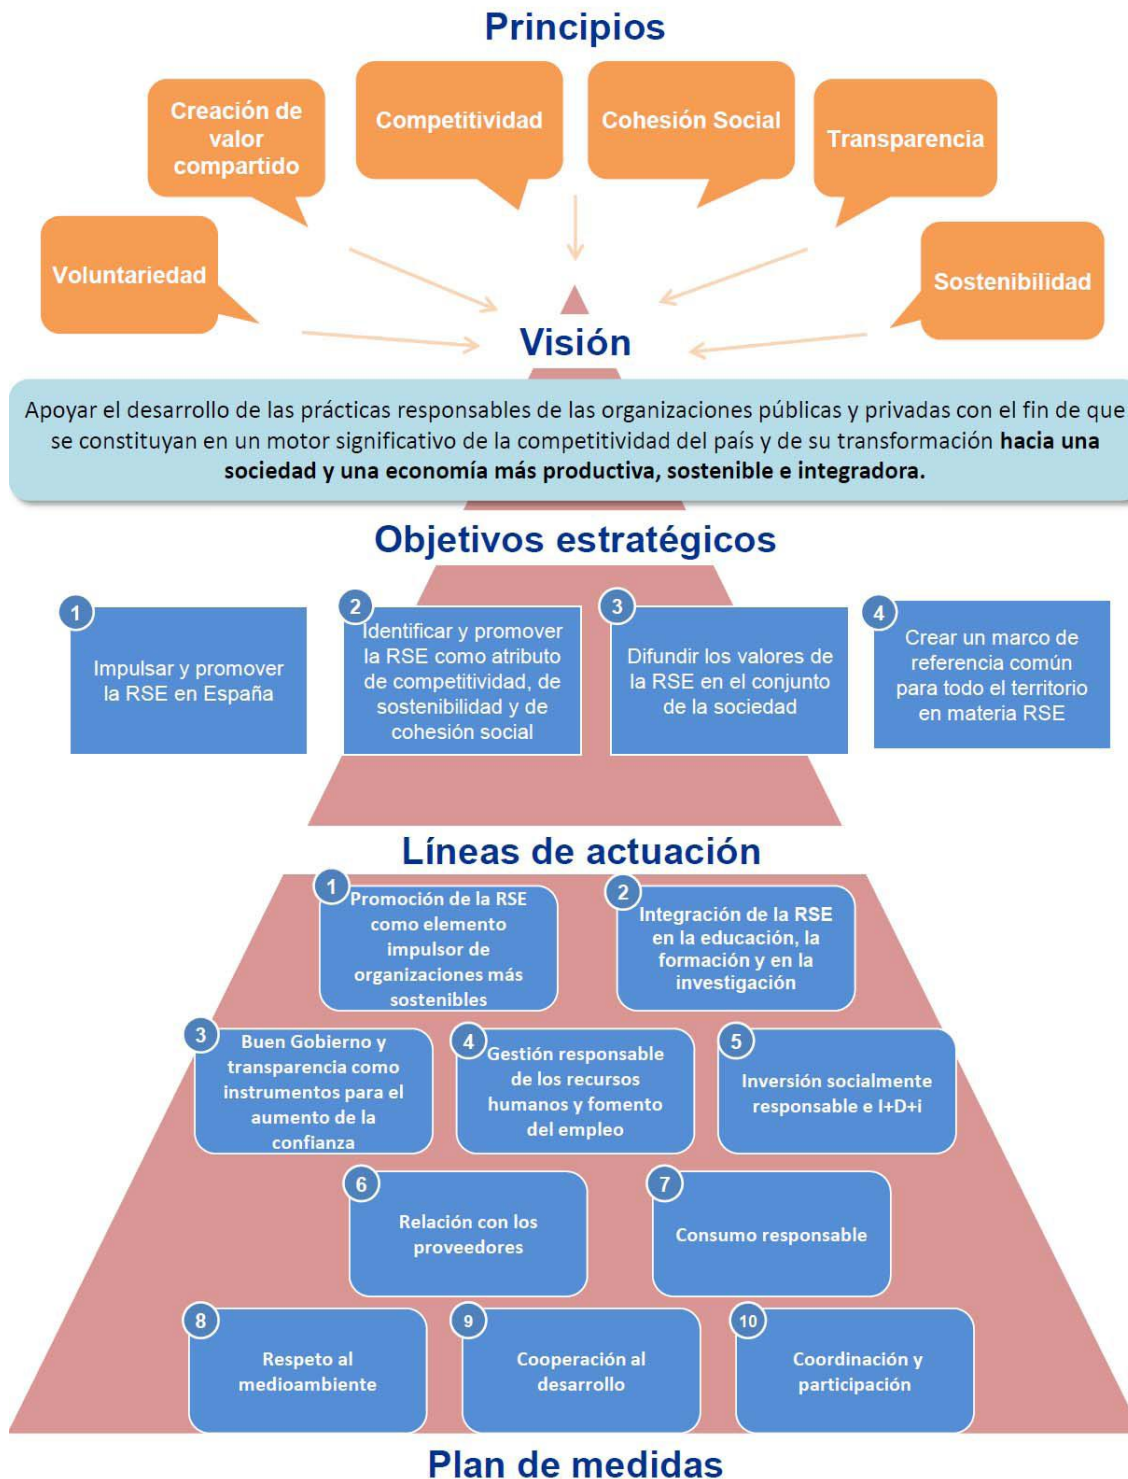 Principios
Creación de
valor
compartido
Competitividad
Cohesión Social
Transparencia
Voluntariedad
Sostenibilidad
Visión
Apoyar el desarrollo de las prácticas responsables de las organizaciones públicas y privadas con el fin de que
se constituyan en un motor significativo de la competitividad del país y de su transformación hacia una
sociedad y una economía más productiva, sostenible e integradora.
Objetivos estratégicos
1
Impulsar y promover
la RSE en España
2
Identificar y promover
la RSE como atributo
de competitividad, de
sostenibilidad y de
cohesión social
3
Difundir los valores de
la RSE en el conjunto
de la sociedad
4
Crear un marco de
referencia común
para todo el territorio
en materia RSE
Líneas de actuación
1
Promoción de la RSE
como elemento
impulsor de
organizaciones más
sostenibles
2
Integración de la RSE
en la educación, la
formación y en la
investigación
3
Buen Gobierno y
transparencia como
instrumentos para el
aumento de la
confianza
4
Gestión responsable
de los recursos
humanos y fomento
del empleo
5
Inversión socialmente
responsable e I+D+i
6
Relación con los
proveedores
7
Consumo responsable
8
Respeto al
medioambiente
9
Cooperación al
desarrollo
10
Coordinación y
participación
Plan de medidas